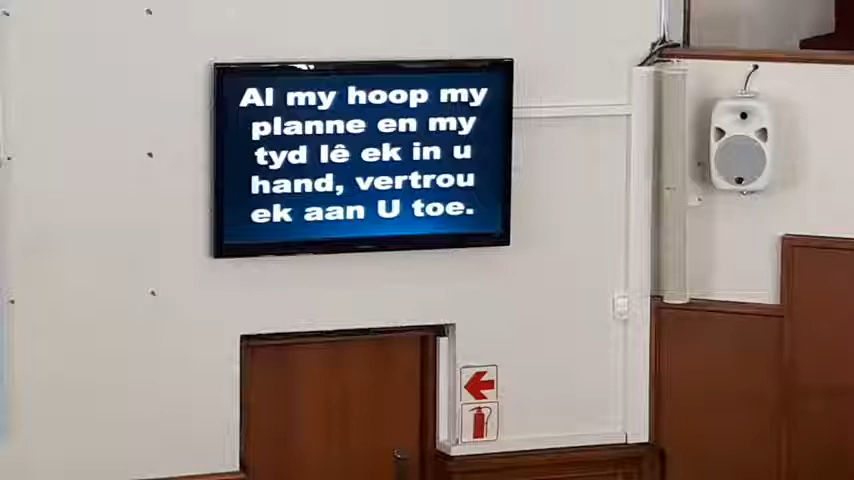 Al my hoop my
planne en my
tyd lê ek in u
hand, vertrou
ek aan U toe.